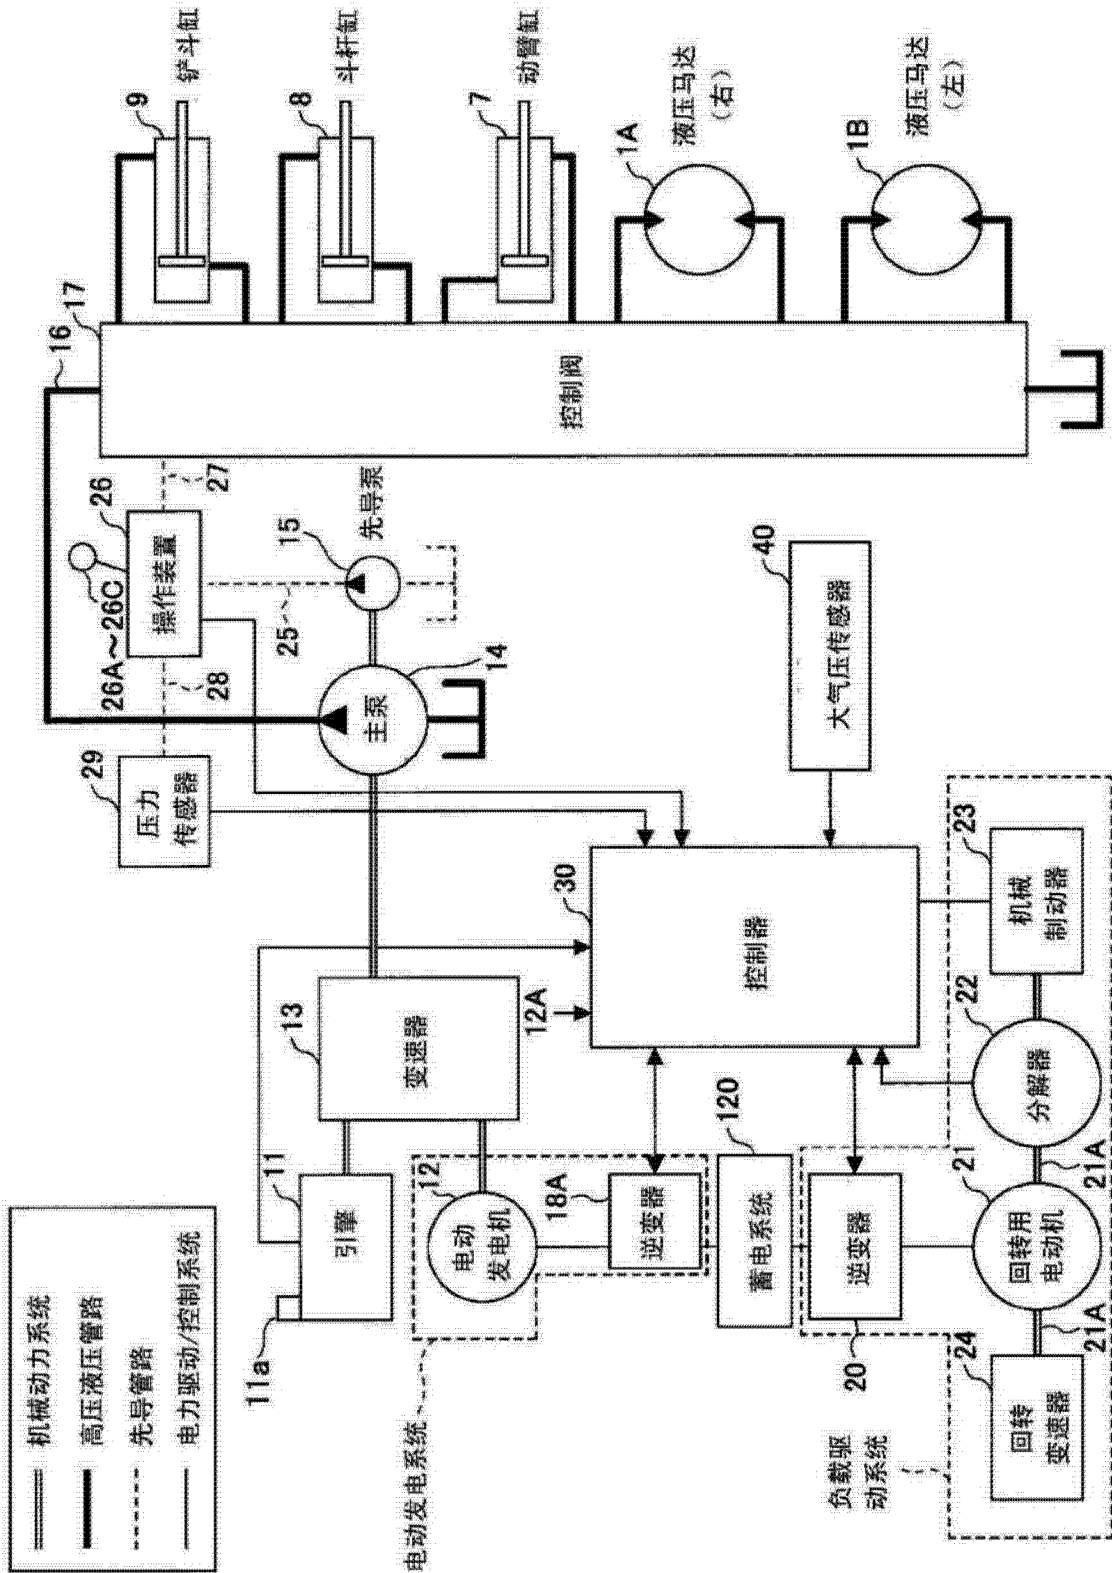 机械动力系统
高压液压管路
先导管路
电力驱动/控制系统
11a
引擎
11
变速器
13
压力
传感器
29
28
26A～26C
操作装置
26
27
16
17
25
15
先导泵
主泵
14
控制阀
9
铲斗缸
8
斗杆缸
7
动臂缸
1A
液压马达
（右）
1B
液压马达
（左）
电动发电系统
12
电动
发电机
18A
逆变器
12A
30
控制器
40
大气压传感器
120
蓄电系统
逆变器
20
负载驱
动系统
24
回转
变速器
21A
回转用
电动机
21
21A
分解器
22
机械
制动器
23